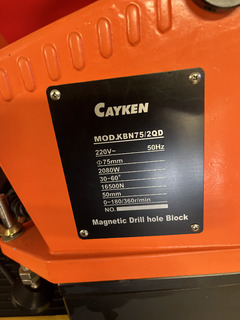 CAYKEN
MOD.KBN75/2QD
220V~ 50Hz
Φ75mm
2080W
30-60°
16500N
50mm
0-180/360r/min
NO.
Magnetic Drill hole Block